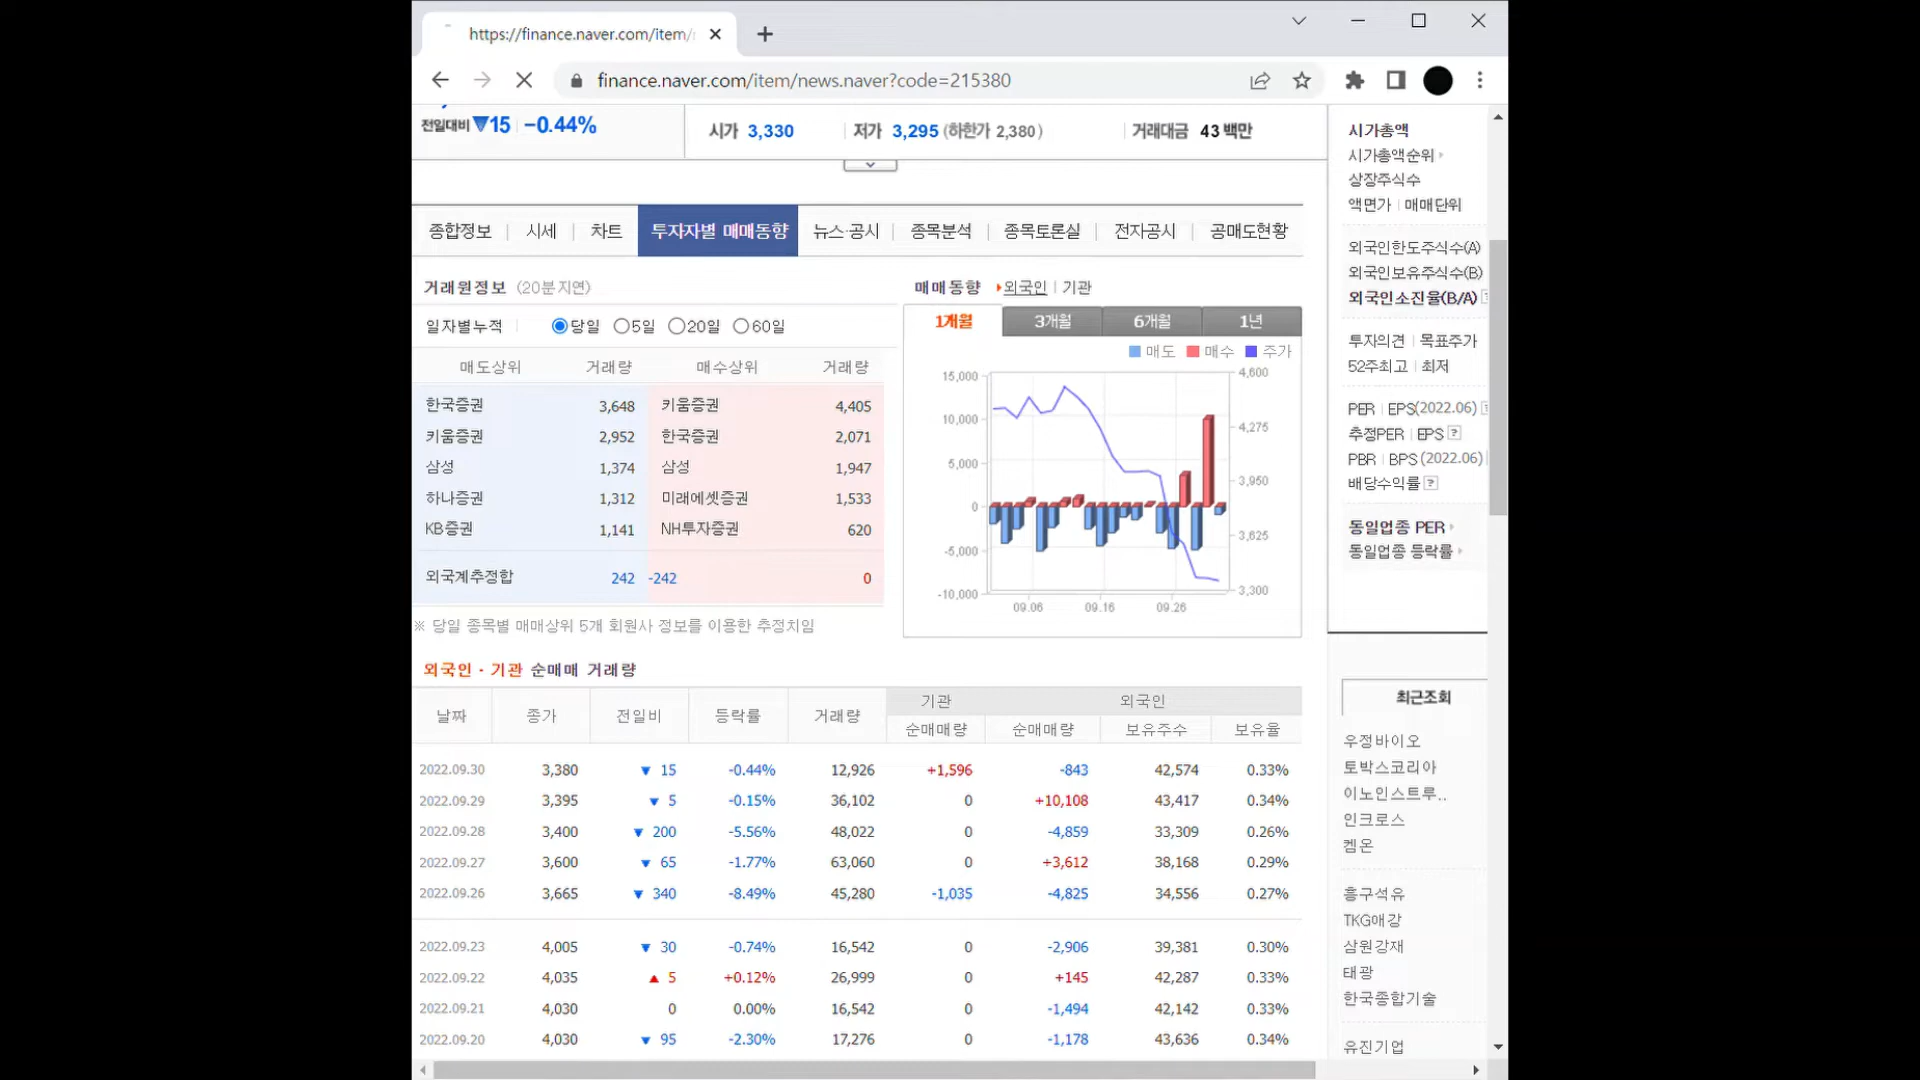 https://finance.naver.com/item/
finance.naver.com/item/news.naver?code=215380
전일대비 ▼15 | -0.44%
시가 3,330 | 저가 3,295 (하한가 2,380) | 거래대금 43 백만
종합정보 | 시세 | 차트 투자자별 매매동향 뉴스·공시 | 종목분석 | 종목토론실 | 전자공시 | 공매도현황
거래원정보 (20분지연)
일자별누적 당일 5일 20일 60일
매도상위 거래량 매수상위 거래량
한국증권 3,648 키움증권 4,405
키움증권 2,952 한국증권 2,071
삼성 1,374 삼성 1,947
하나증권 1,312 미래에셋증권 1,533
KB증권 1,141 NH투자증권 620
외국계추정합 242 -242 0
※ 당일 종목별 매매상위 5개 회원사 정보를 이용한 추정치임
매매동향 외국인 | 기관
1개월 3개월 6개월 1년
매도 매수 주가
15,000 4,600
10,000 4,275
5,000 3,950
0 3,625
-5,000 3,300
-10,000
09.06 09.16 09.26
외국인 · 기관 순매매 거래량
날짜 종가 전일비 등락률 거래량 기관 외국인
순매매량 순매매량 보유주수 보유율
2022.09.30 3,380 ▼ 15 -0.44% 12,926 +1,596 -843 42,574 0.33%
2022.09.29 3,395 ▼ 5 -0.15% 36,102 0 +10,108 43,417 0.34%
2022.09.28 3,400 ▼ 200 -5.56% 48,022 0 -4,859 33,309 0.26%
2022.09.27 3,600 ▼ 65 -1.77% 63,060 0 +3,612 38,168 0.29%
2022.09.26 3,665 ▼ 340 -8.49% 45,280 -1,035 -4,825 34,556 0.27%
2022.09.23 4,005 ▼ 30 -0.74% 16,542 0 -2,906 39,381 0.30%
2022.09.22 4,035 ▲ 5 +0.12% 26,999 0 +145 42,287 0.33%
2022.09.21 4,030 0 0.00% 16,542 0 -1,494 42,142 0.33%
2022.09.20 4,030 ▼ 95 -2.30% 17,276 0 -1,178 43,636 0.34%
시가총액
시가총액순위
상장주식수
액면가 | 매매단위
외국인한도주식수(A)
외국인보유주식수(B)
외국인소진율(B/A) ?
투자의견 | 목표주가
52주최고 | 최저
PER | EPS(2022.06)
추정PER | EPS ?
PBR | BPS (2022.06)
배당수익률 ?
동일업종 PER
동일업종 등락률
최근조회
우정바이오
토박스코리아
이노인스트루..
인크로스
켐온
흥구석유
TKG애강
삼원강재
태광
한국종합기술
유진기업